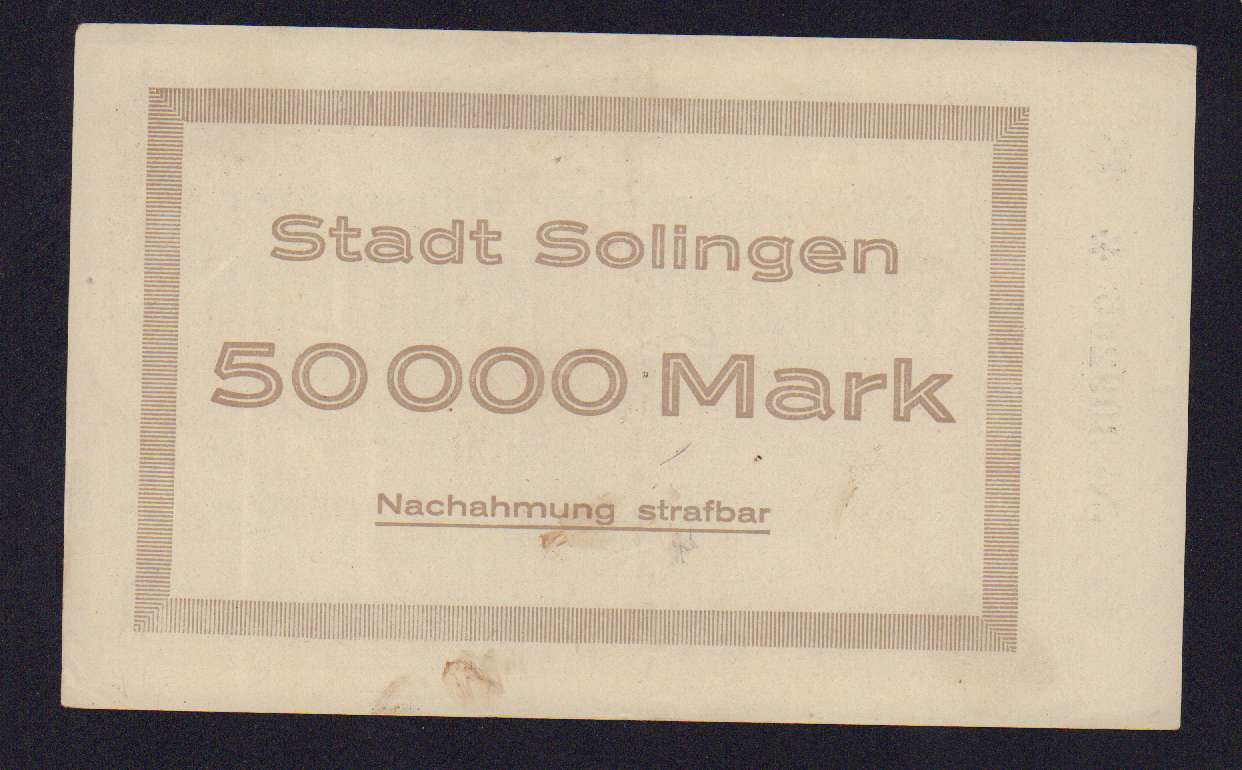 Stadt Solingen
50000 Mark
Nachahmung strafbar